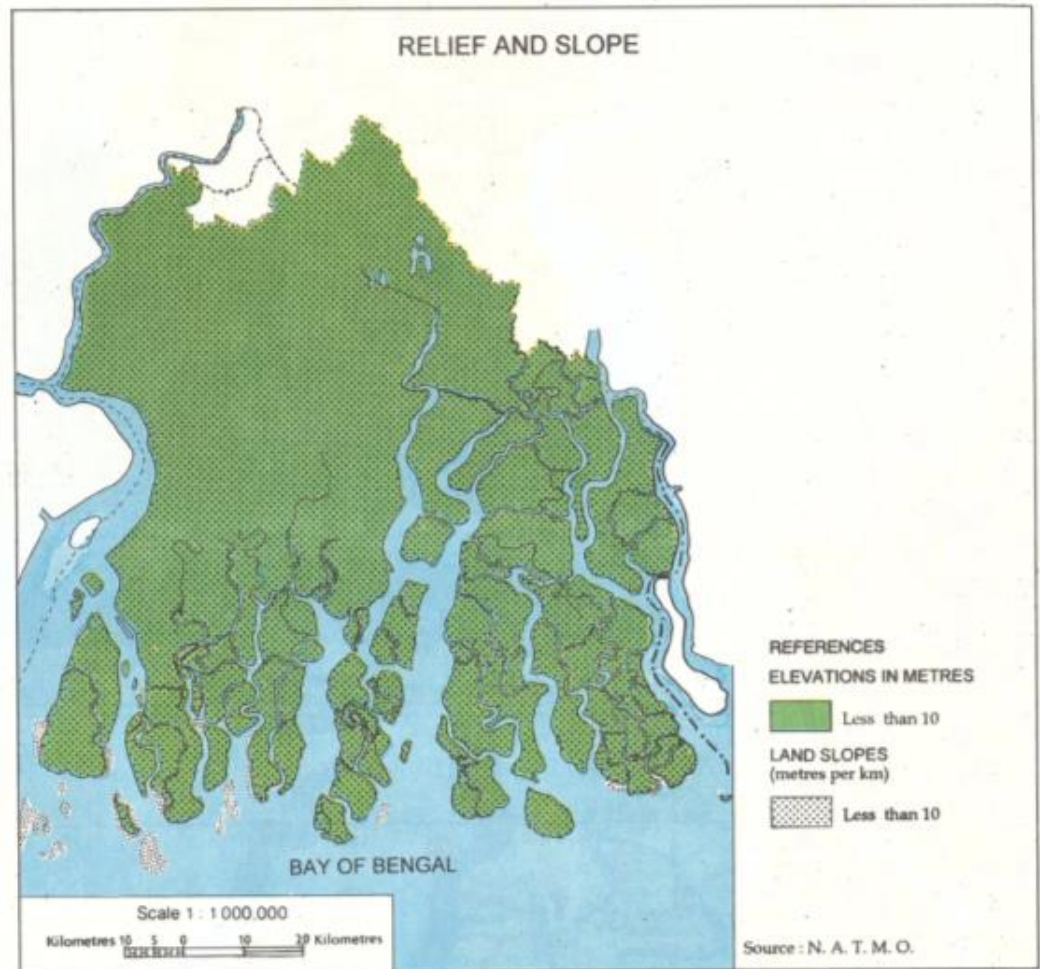 RELIEF AND SLOPE
REFERENCES
ELEVATIONS IN METRES
Less than 10
LAND SLOPES
(metres per km)
Less than 10
BAY OF BENGAL
Scale 1 : 1 000,000
Kilometres 10 5 0 10 20 Kilometres
Source : N. A. T. M. O.